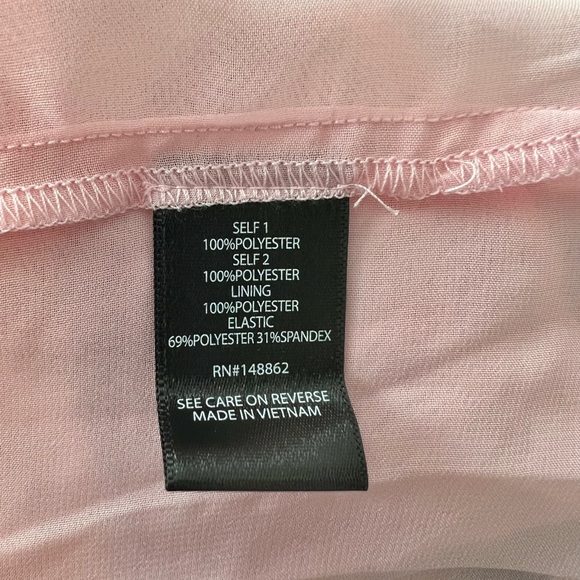 SELF 1
100%POLYESTER
SELF 2
100%POLYESTER
LINING
100%POLYESTER
ELASTIC
69%POLYESTER 31%SPANDEX
RN#148862
SEE CARE ON REVERSE
MADE IN VIETNAM